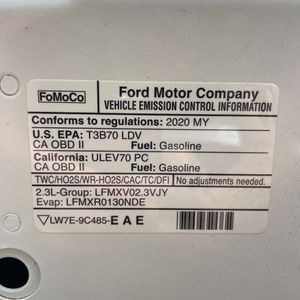 FoMoCo
Ford Motor Company
VEHICLE EMISSION CONTROL INFORMATION
Conforms to regulations: 2020 MY
U.S. EPA: T3B70 LDV
CA OBD II Fuel: Gasoline
California: ULEV70 PC
CA OBD II Fuel: Gasoline
TWC/HO2S/WR-HO2S/CAC/TC/DFI No adjustments needed.
2.3L-Group: LFMXV02.3VJY
Evap: LFMXR0130NDE
LW7E-9C485-EAE